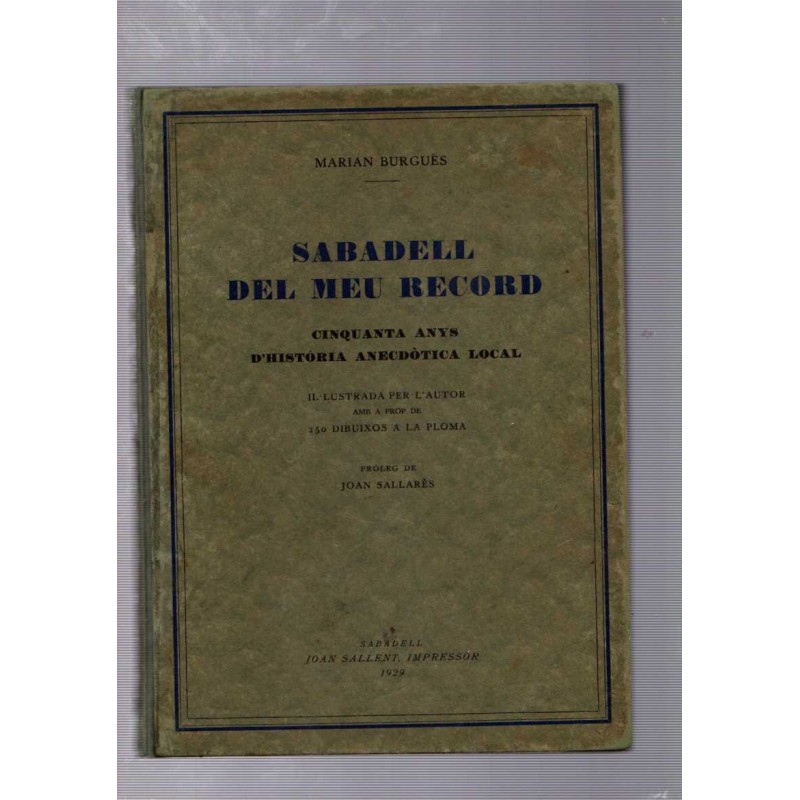 MARIAN BURGUÈS
SABADELL
DEL MEU RECORD
CINQUANTA ANYS
D'HISTÒRIA ANECDÒTICA LOCAL
IL·LUSTRADA PER L'AUTOR
AMB A PROP DE
250 DIBUIXOS A LA PLOMA
PRÒLEG DE
JOAN SALLARÈS
SABADELL
JOAN SALLENT, IMPRESSOR
1929